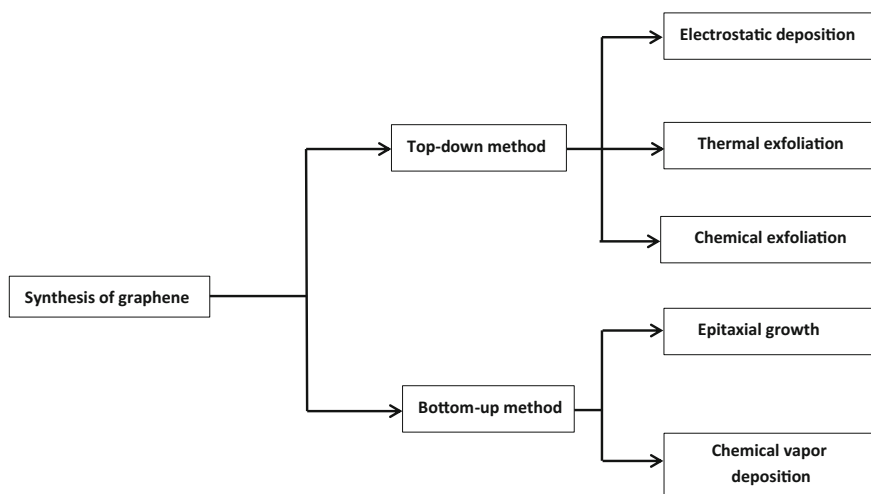 Electrostatic deposition
Thermal exfoliation
Top-down method
Chemical exfoliation
Synthesis of graphene
Epitaxial growth
Bottom-up method
Chemical vapor
deposition